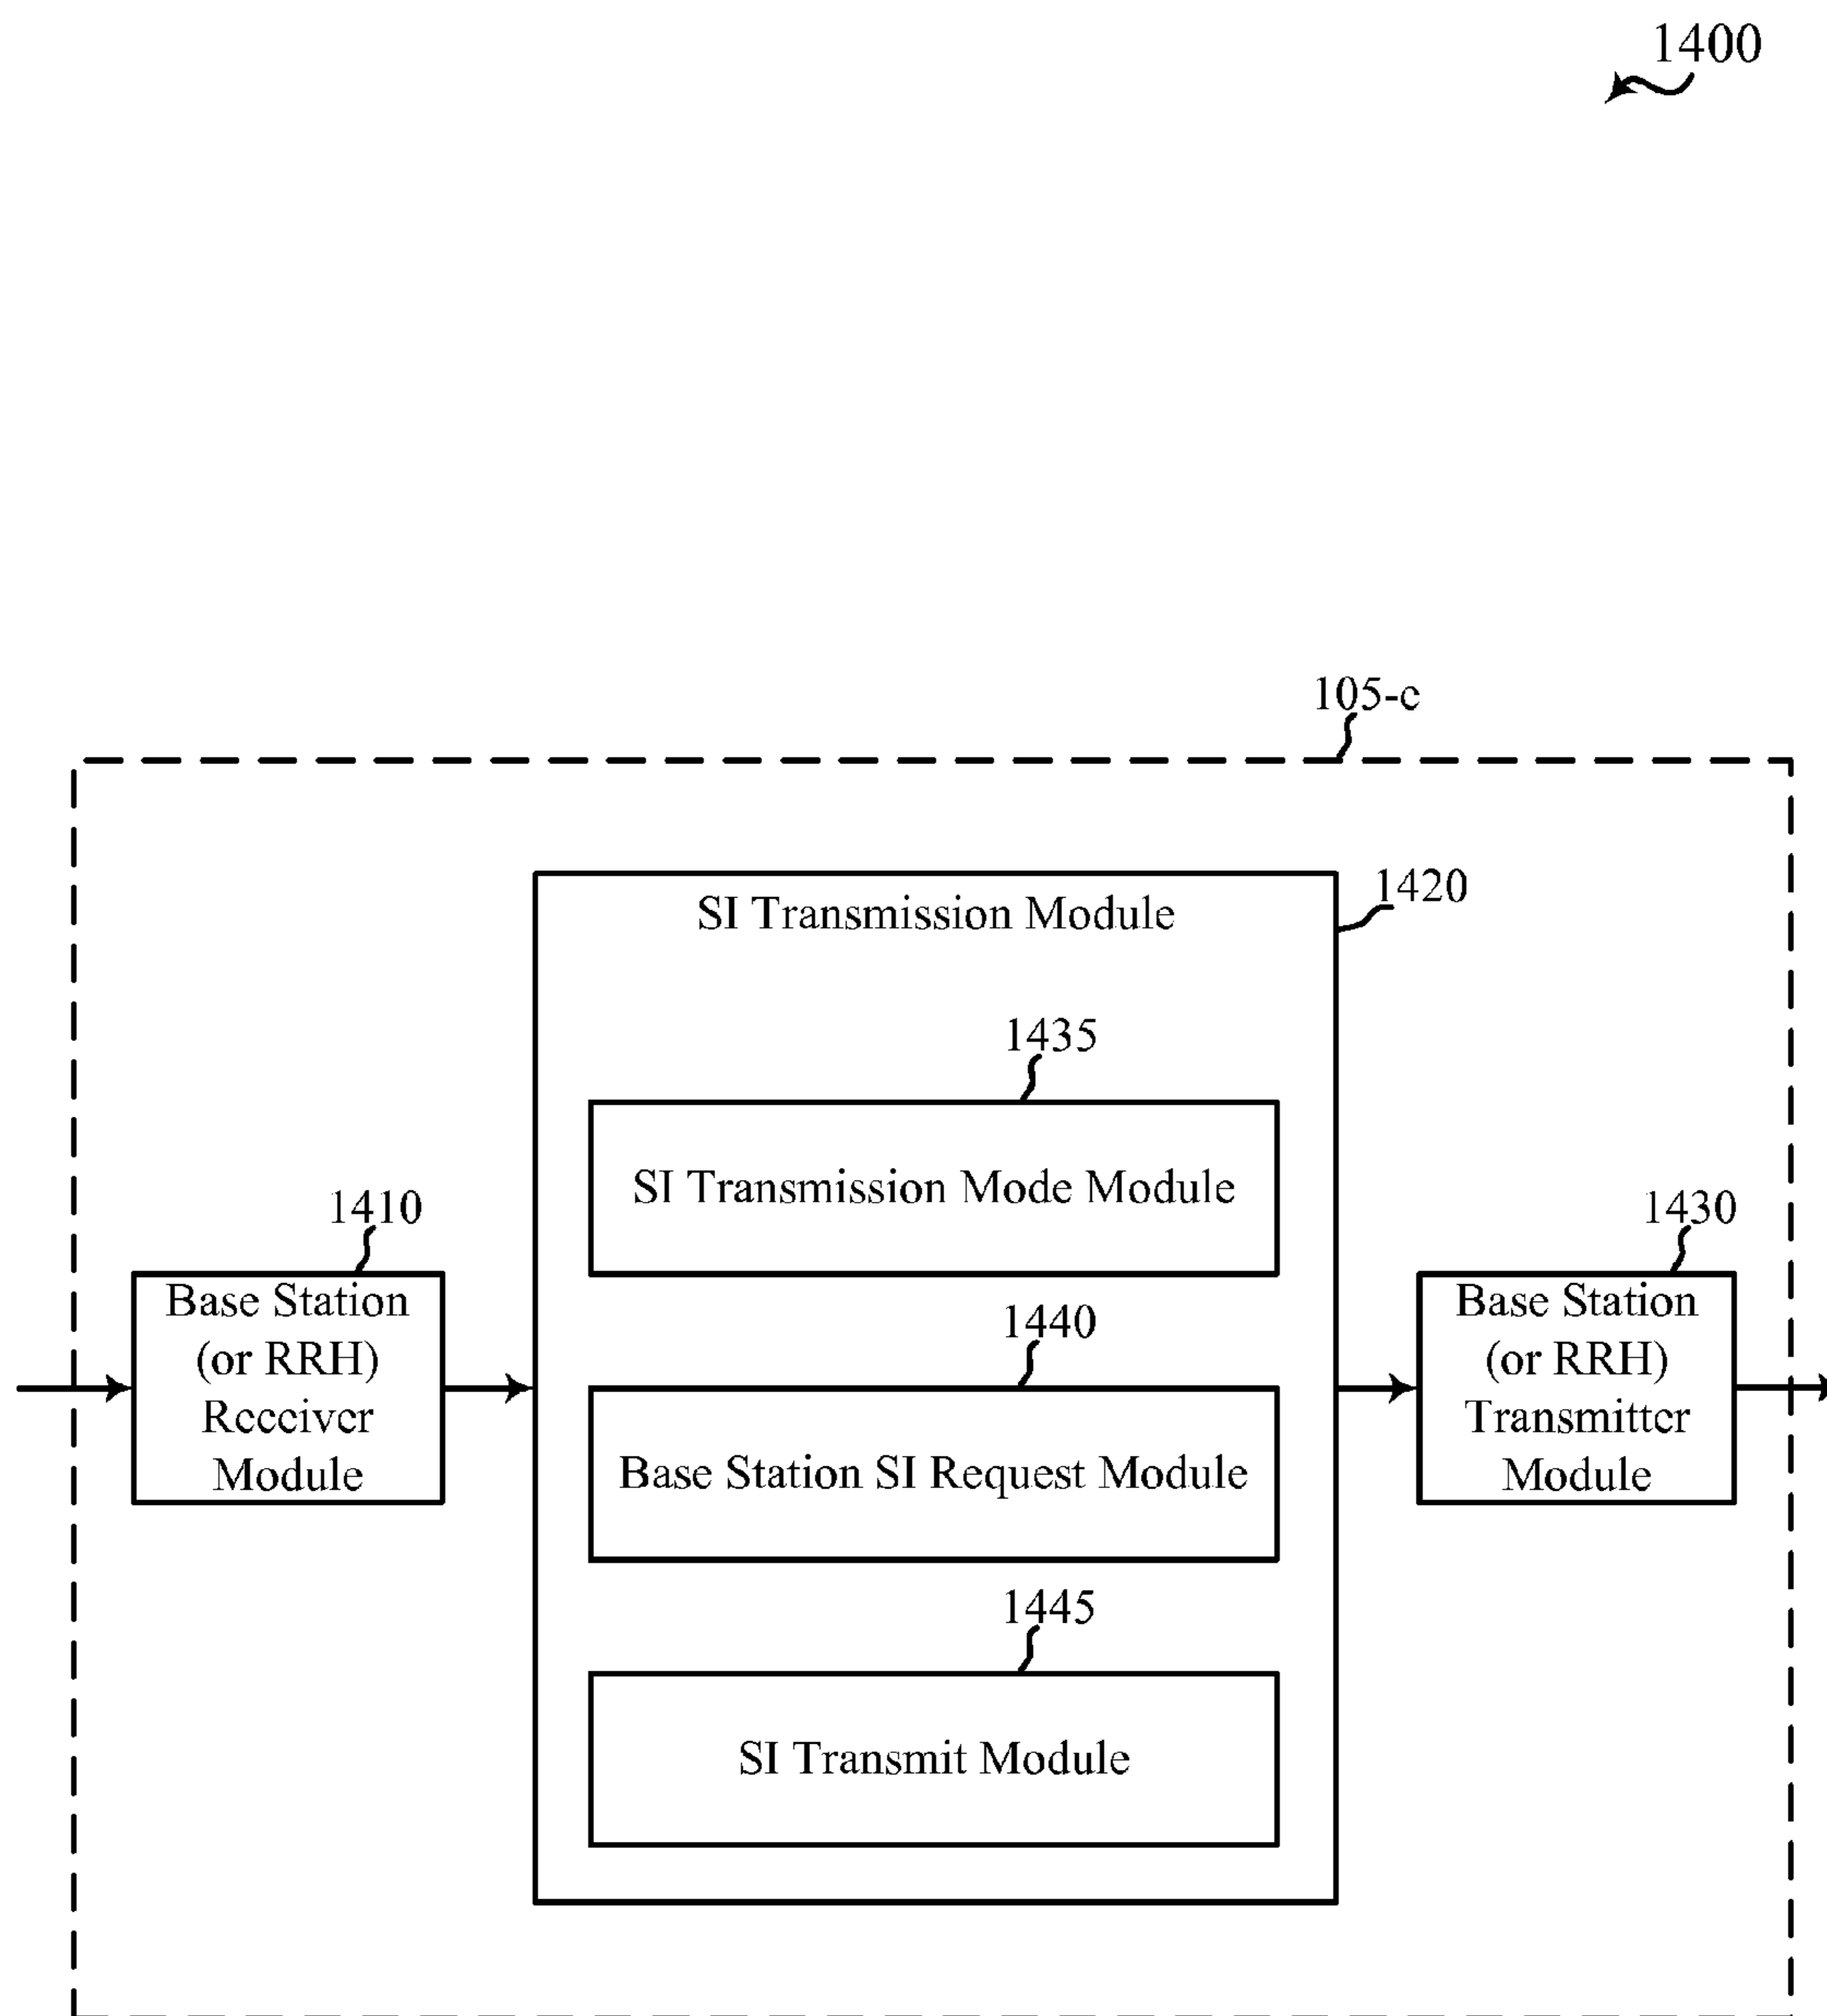 1400
105-c
SI Transmission Module
1420
1435
SI Transmission Mode Module
1410
Base Station
(or RRH)
Receiver
Module
1440
Base Station SI Request Module
1430
Base Station
(or RRH)
Transmitter
Module
1445
SI Transmit Module